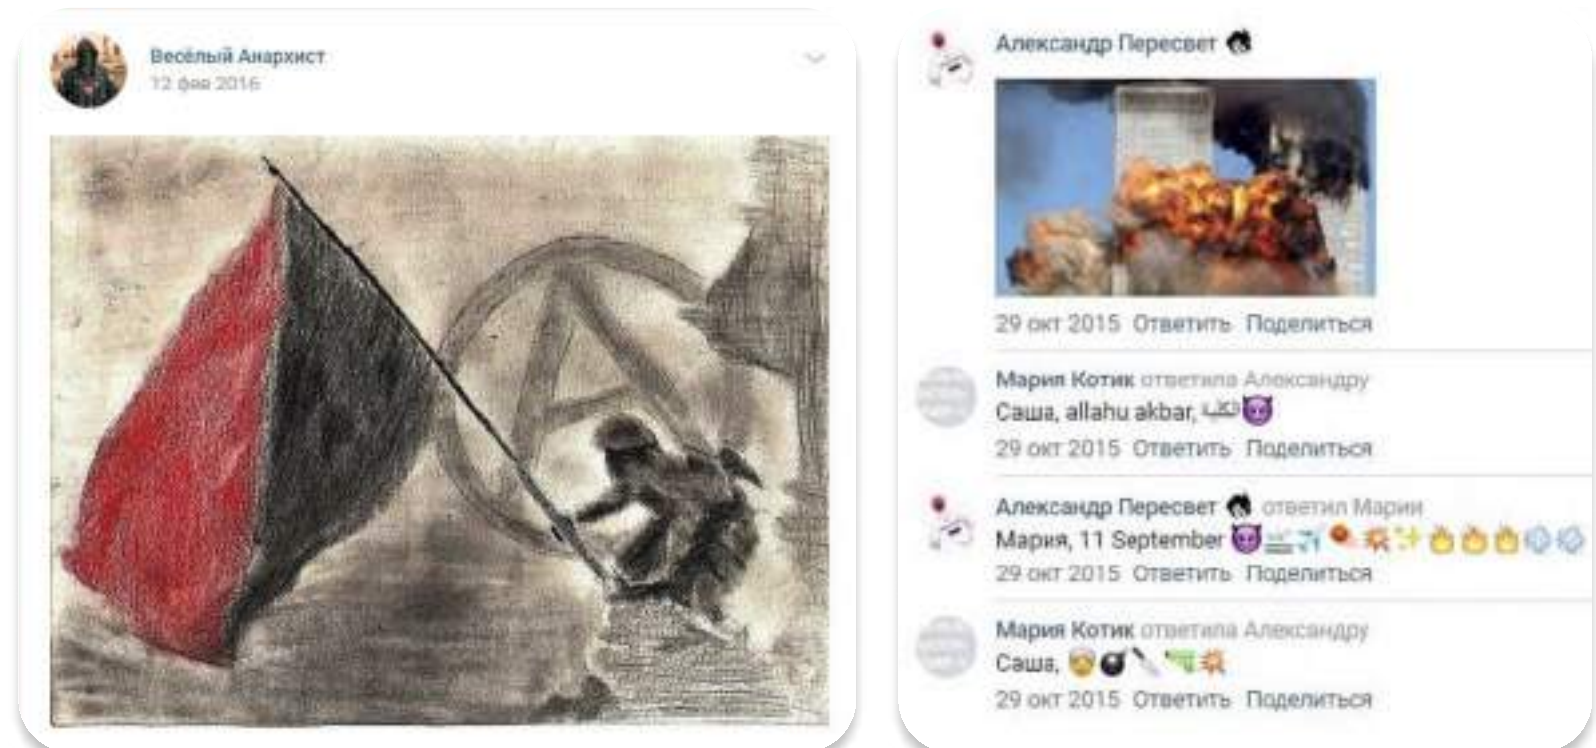 Весёлый Анархист
12 фев 2016
Александр Пересвет
29 окт 2015 Ответить Поделиться
Мария Котик ответила Александру
Саша, allahu akbar,
29 окт 2015 Ответить Поделиться
Александр Пересвет ответил Марии
Мария, 11 September
29 окт 2015 Ответить Поделиться
Мария Котик ответила Александру
Саша,
29 окт 2015 Ответить Поделиться